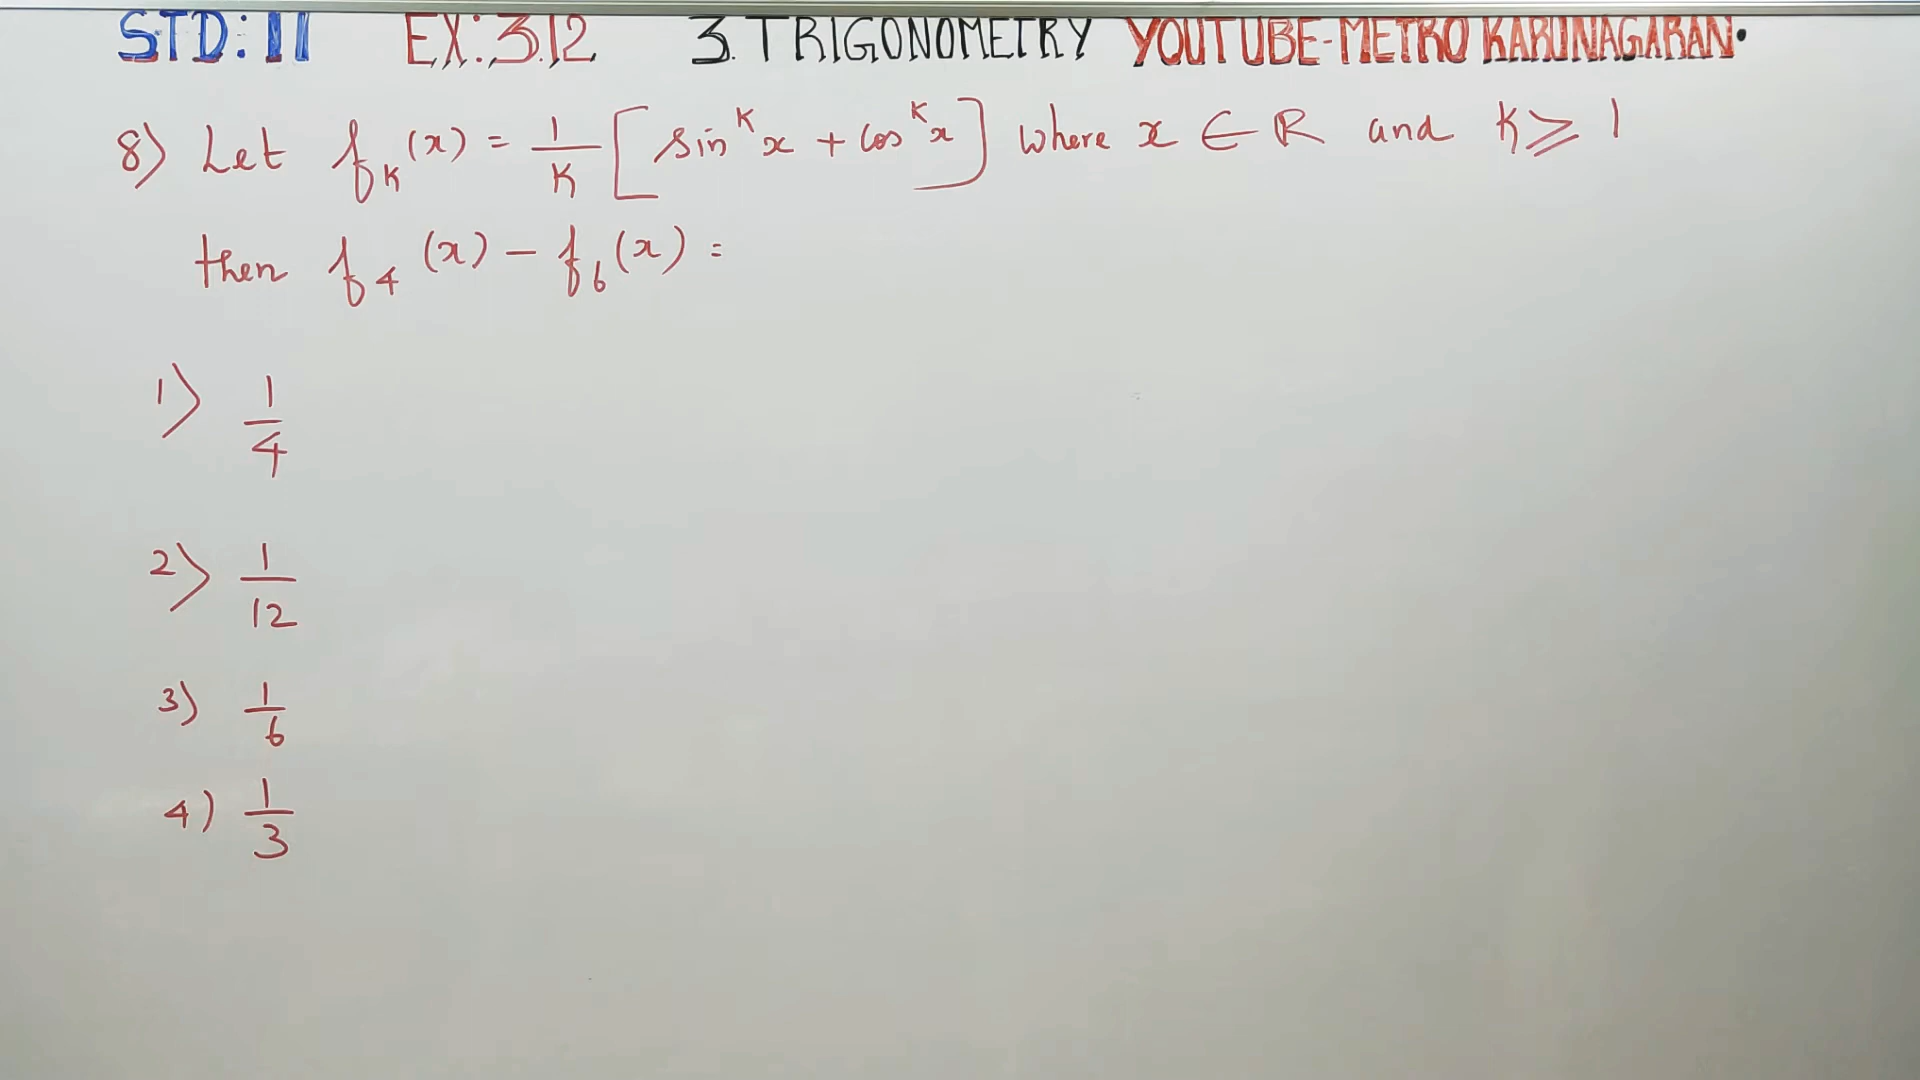 STD: 11 EX: 3.12 3. TRIGONOMETRY YOUTUBE-METRO KARUNAGARAN.
8) Let f_K(x) = 1/K [sin^K x + cos^K x] where x ∈ R and K ⩾ 1
then f_4(x) - f_6(x) =
1) 1/4
2) 1/12
3) 1/6
4) 1/3